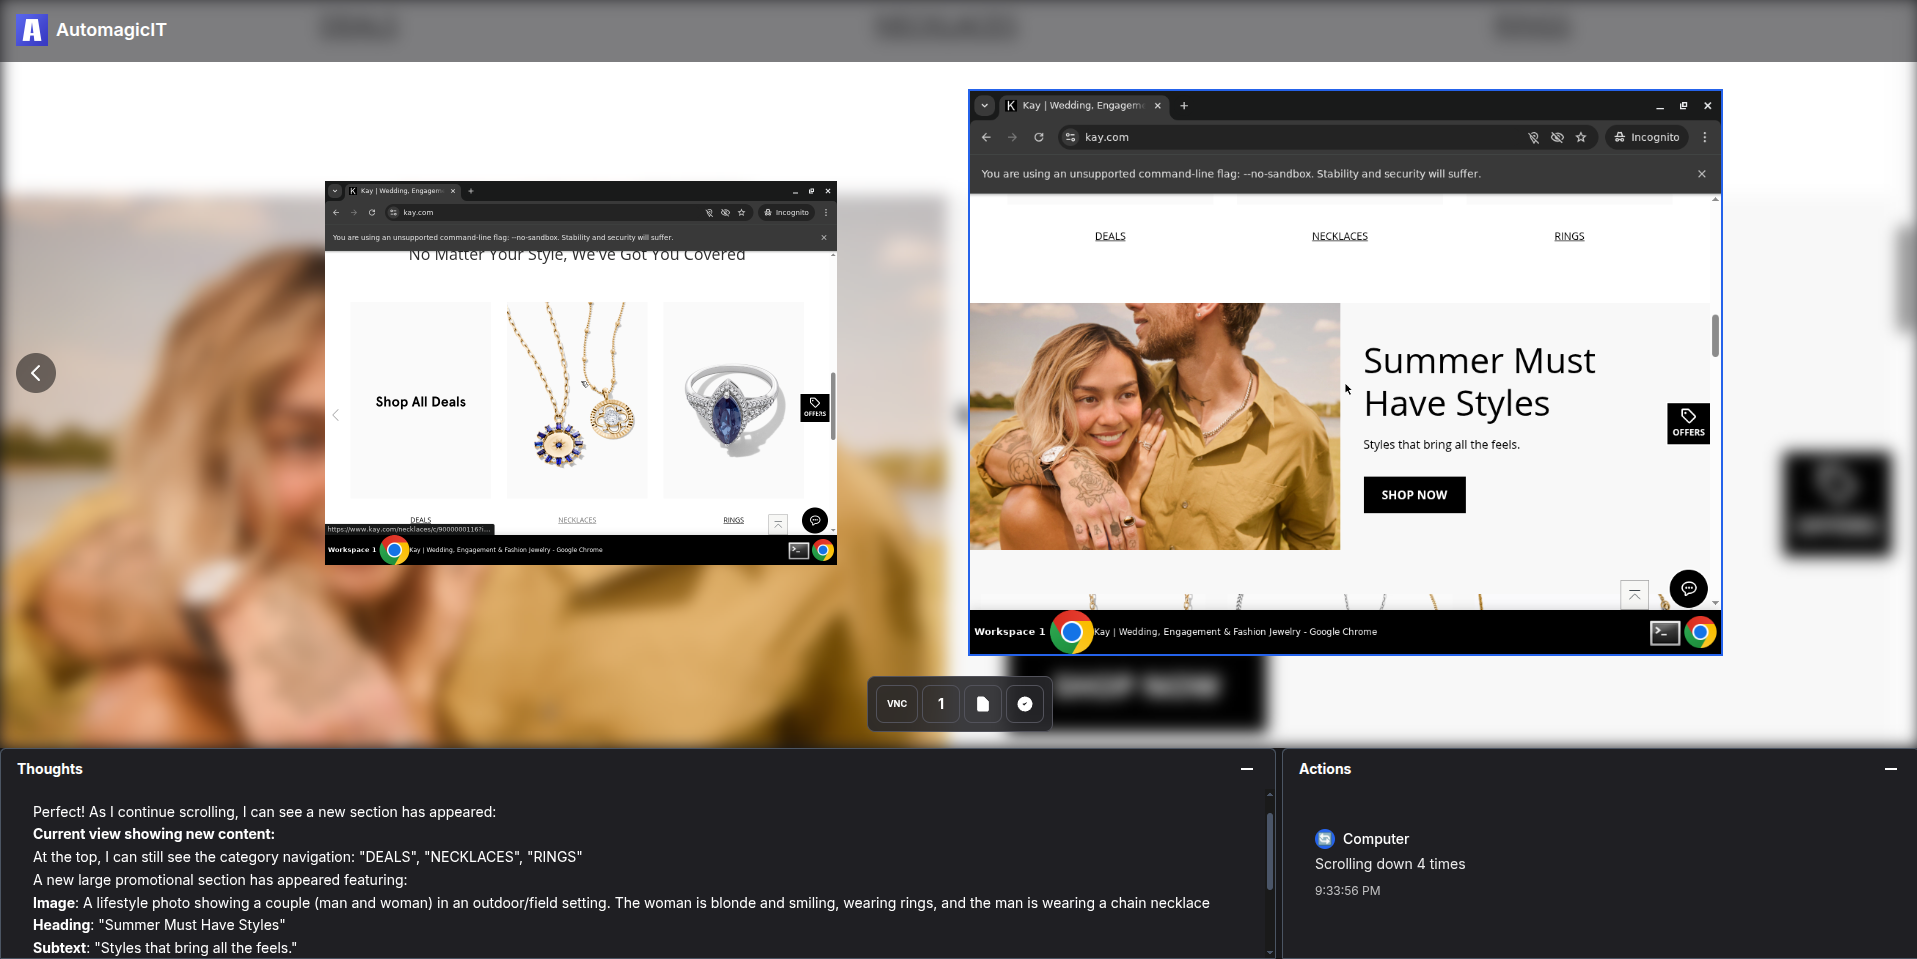 DEALS
NECKLACES
RINGS
AutomagicIT
Kay | Wedding, Engagem
kay.com
Incognito
You are using an unsupported command-line flag: --no-sandbox. Stability and security will suffer.
No Matter Your Style, We've Got You Covered
Shop All Deals
OFFERS
DEALS
NECKLACES
RINGS
https://www.kay.com/necklaces/c/9000000116?i...
Workspace 1
Kay | Wedding, Engagement & Fashion Jewelry - Google Chrome
Kay | Wedding, Engagem
kay.com
Incognito
You are using an unsupported command-line flag: --no-sandbox. Stability and security will suffer.
DEALS
NECKLACES
RINGS
Summer Must
Have Styles
Styles that bring all the feels.
OFFERS
SHOP NOW
Workspace 1
Kay | Wedding, Engagement & Fashion Jewelry - Google Chrome
SHOP NOW
VNC
1
Thoughts
Perfect! As I continue scrolling, I can see a new section has appeared:
Current view showing new content:
At the top, I can still see the category navigation: "DEALS", "NECKLACES", "RINGS"
A new large promotional section has appeared featuring:
Image: A lifestyle photo showing a couple (man and woman) in an outdoor/field setting. The woman is blonde and smiling, wearing rings, and the man is wearing a chain necklace
Heading: "Summer Must Have Styles"
Subtext: "Styles that bring all the feels."
Actions
Computer
Scrolling down 4 times
9:33:56 PM